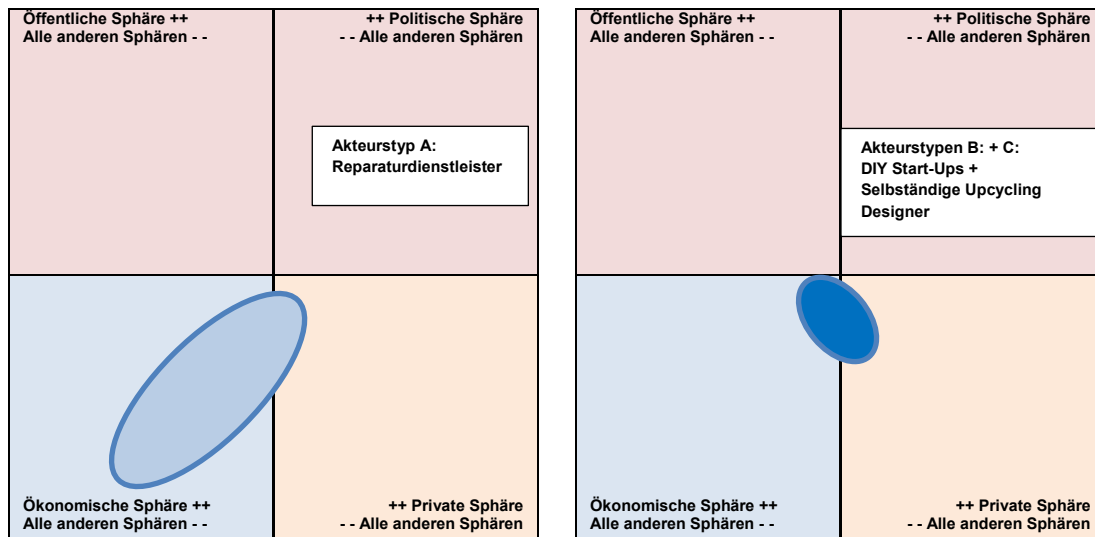 Öffentliche Sphäre ++
Alle anderen Sphären - -
++ Politische Sphäre
- - Alle anderen Sphären
Akteurstyp A:
Reparaturdienstleister
Ökonomische Sphäre ++
Alle anderen Sphären - -
++ Private Sphäre
- - Alle anderen Sphären
Öffentliche Sphäre ++
Alle anderen Sphären - -
++ Politische Sphäre
- - Alle anderen Sphären
Akteurstypen B: + C:
DIY Start-Ups +
Selbständige Upcycling
Designer
Ökonomische Sphäre ++
Alle anderen Sphären - -
++ Private Sphäre
- - Alle anderen Sphären